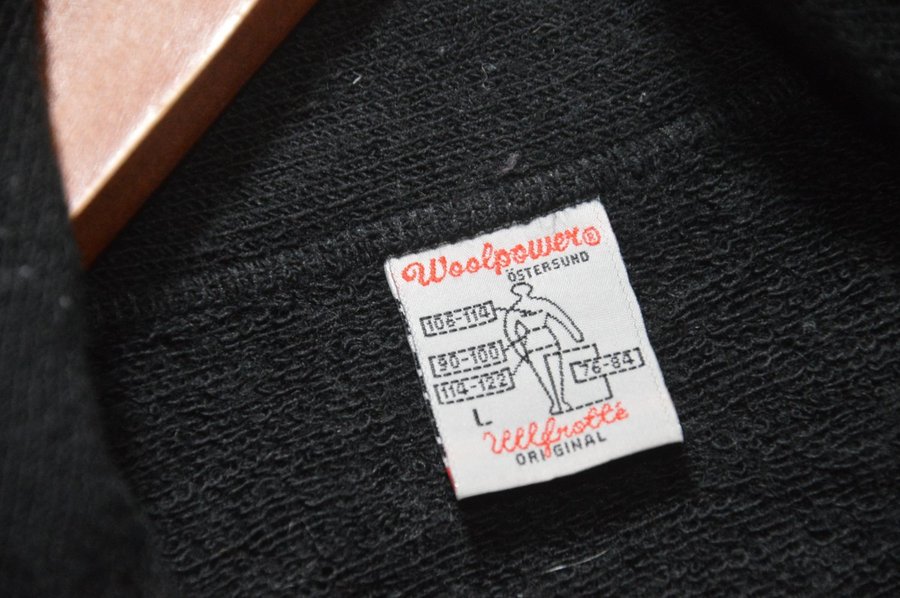 Woolpower®
ÖSTERSUND
106-114
90-100
76-84
114-122
L
Ullfrotté
ORIGINAL